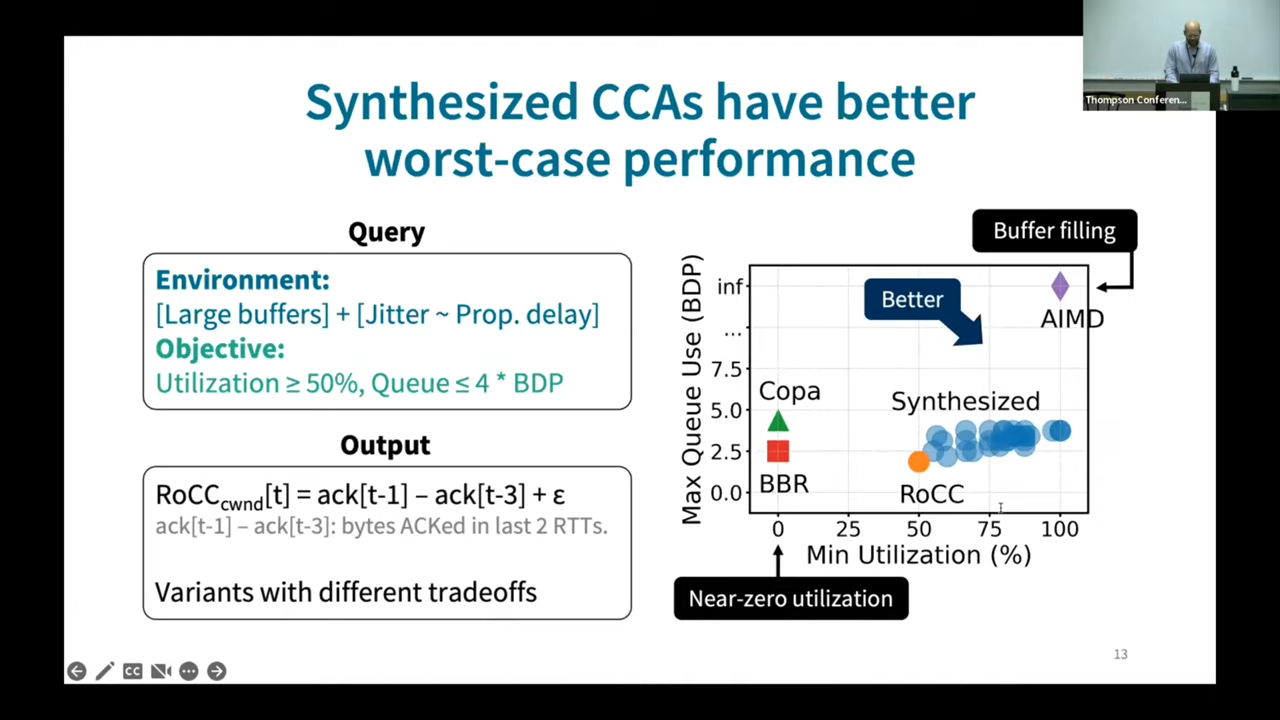 Synthesized CCAs have better
worst-case performance
Thompson Conferen...
Query
Environment:
[Large buffers] + [Jitter ~ Prop. delay]
Objective:
Utilization ≥ 50%, Queue ≤ 4 * BDP
Output
RoCCcwnd[t] = ack[t-1] – ack[t-3] + ε
ack[t-1] – ack[t-3]: bytes ACKed in last 2 RTTs.
Variants with different tradeoffs
Buffer filling
Max Queue Use (BDP)
inf
...
7.5
5.0
2.5
0.0
Better
AIMD
Copa
Synthesized
BBR
RoCC
0 25 50 75 100
Min Utilization (%)
Near-zero utilization
13
CC